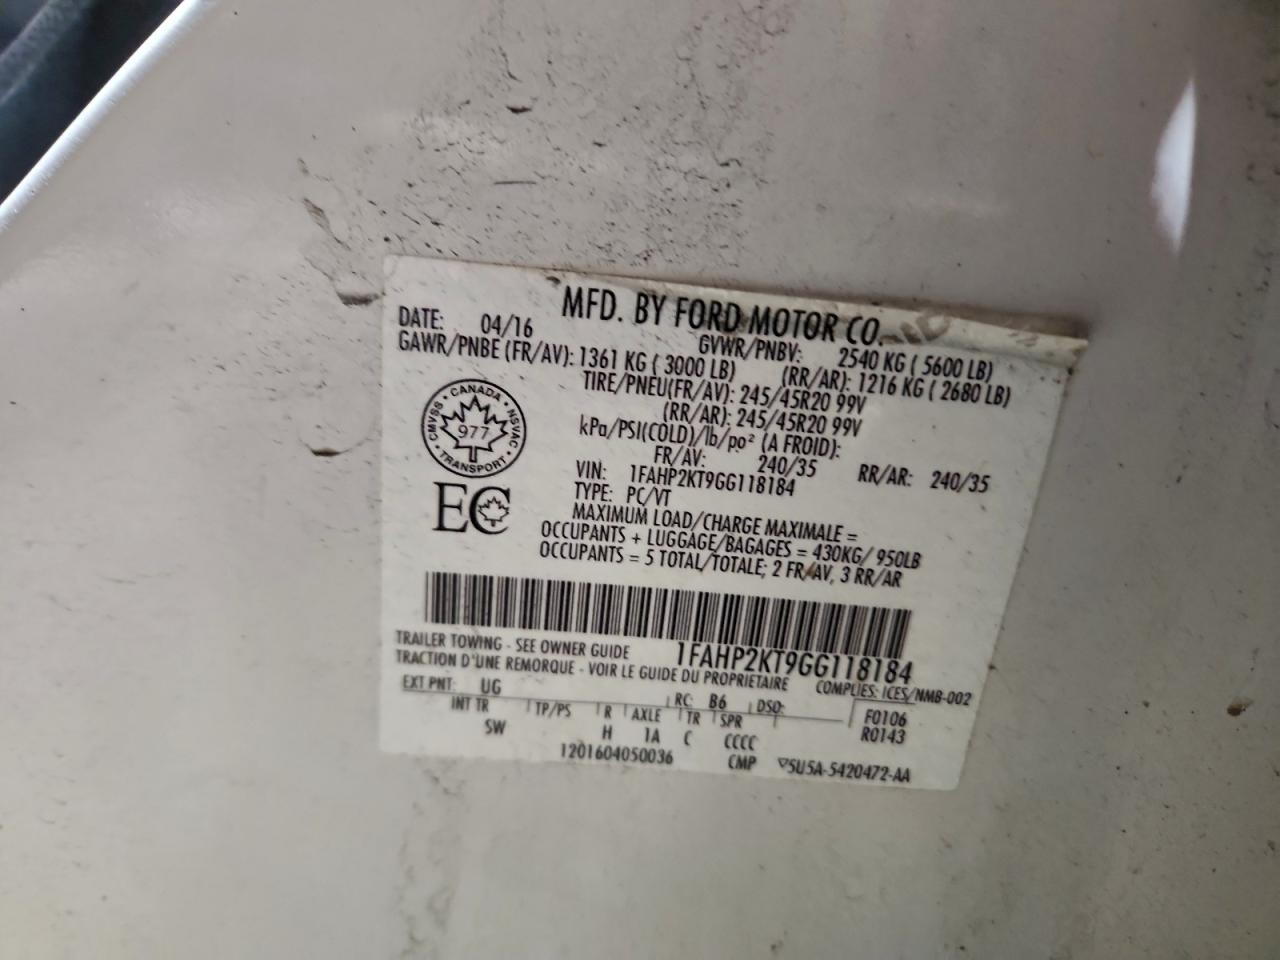 MFD. BY FORD MOTOR CO.
DATE: 04/16 GVWR/PNBV: 2540 KG ( 5600 LB)
GAWR/PNBE (FR/AV): 1361 KG ( 3000 LB) (RR/AR): 1216 KG ( 2680 LB)
TIRE/PNEU(FR/AV): 245/45R20 99V
(RR/AR): 245/45R20 99V
kPa/PSI(COLD)/lb/po² (A FROID):
FR/AV: 240/35 RR/AR: 240/35
VIN: 1FAHP2KT9GG118184
TYPE: PC/VT
MAXIMUM LOAD/CHARGE MAXIMALE =
OCCUPANTS + LUGGAGE/BAGAGES = 430KG/ 950LB
OCCUPANTS = 5 TOTAL/TOTALE; 2 FR/AV, 3 RR/AR
CANADA · NSVAC · TRANSPORT · CMVSS
977
EC
1FAHP2KT9GG118184
TRAILER TOWING - SEE OWNER GUIDE
TRACTION D'UNE REMORQUE - VOIR LE GUIDE DU PROPRIÉTAIRE
COMPLIES: ICES/NMB-002
EXT PNT: UG RC: B6 DSO: F0106
INT TR TP/PS R AXLE TR SPR R0143
SW H 1A C CCCC
1201604050036 CMP ▽5U5A-5420472-AA